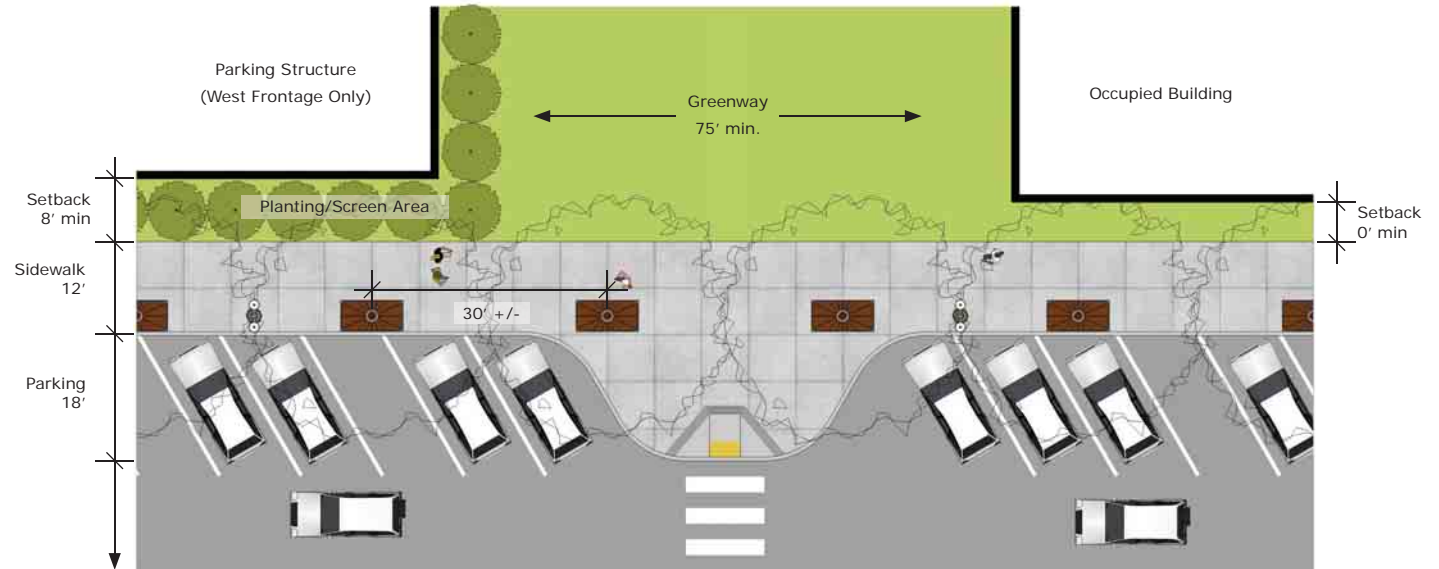 Parking Structure
(West Frontage Only)
Greenway
75' min.
Occupied Building
Setback
8' min
Planting/Screen Area
Setback
0' min
Sidewalk
12'
30' +/-
Parking
18'